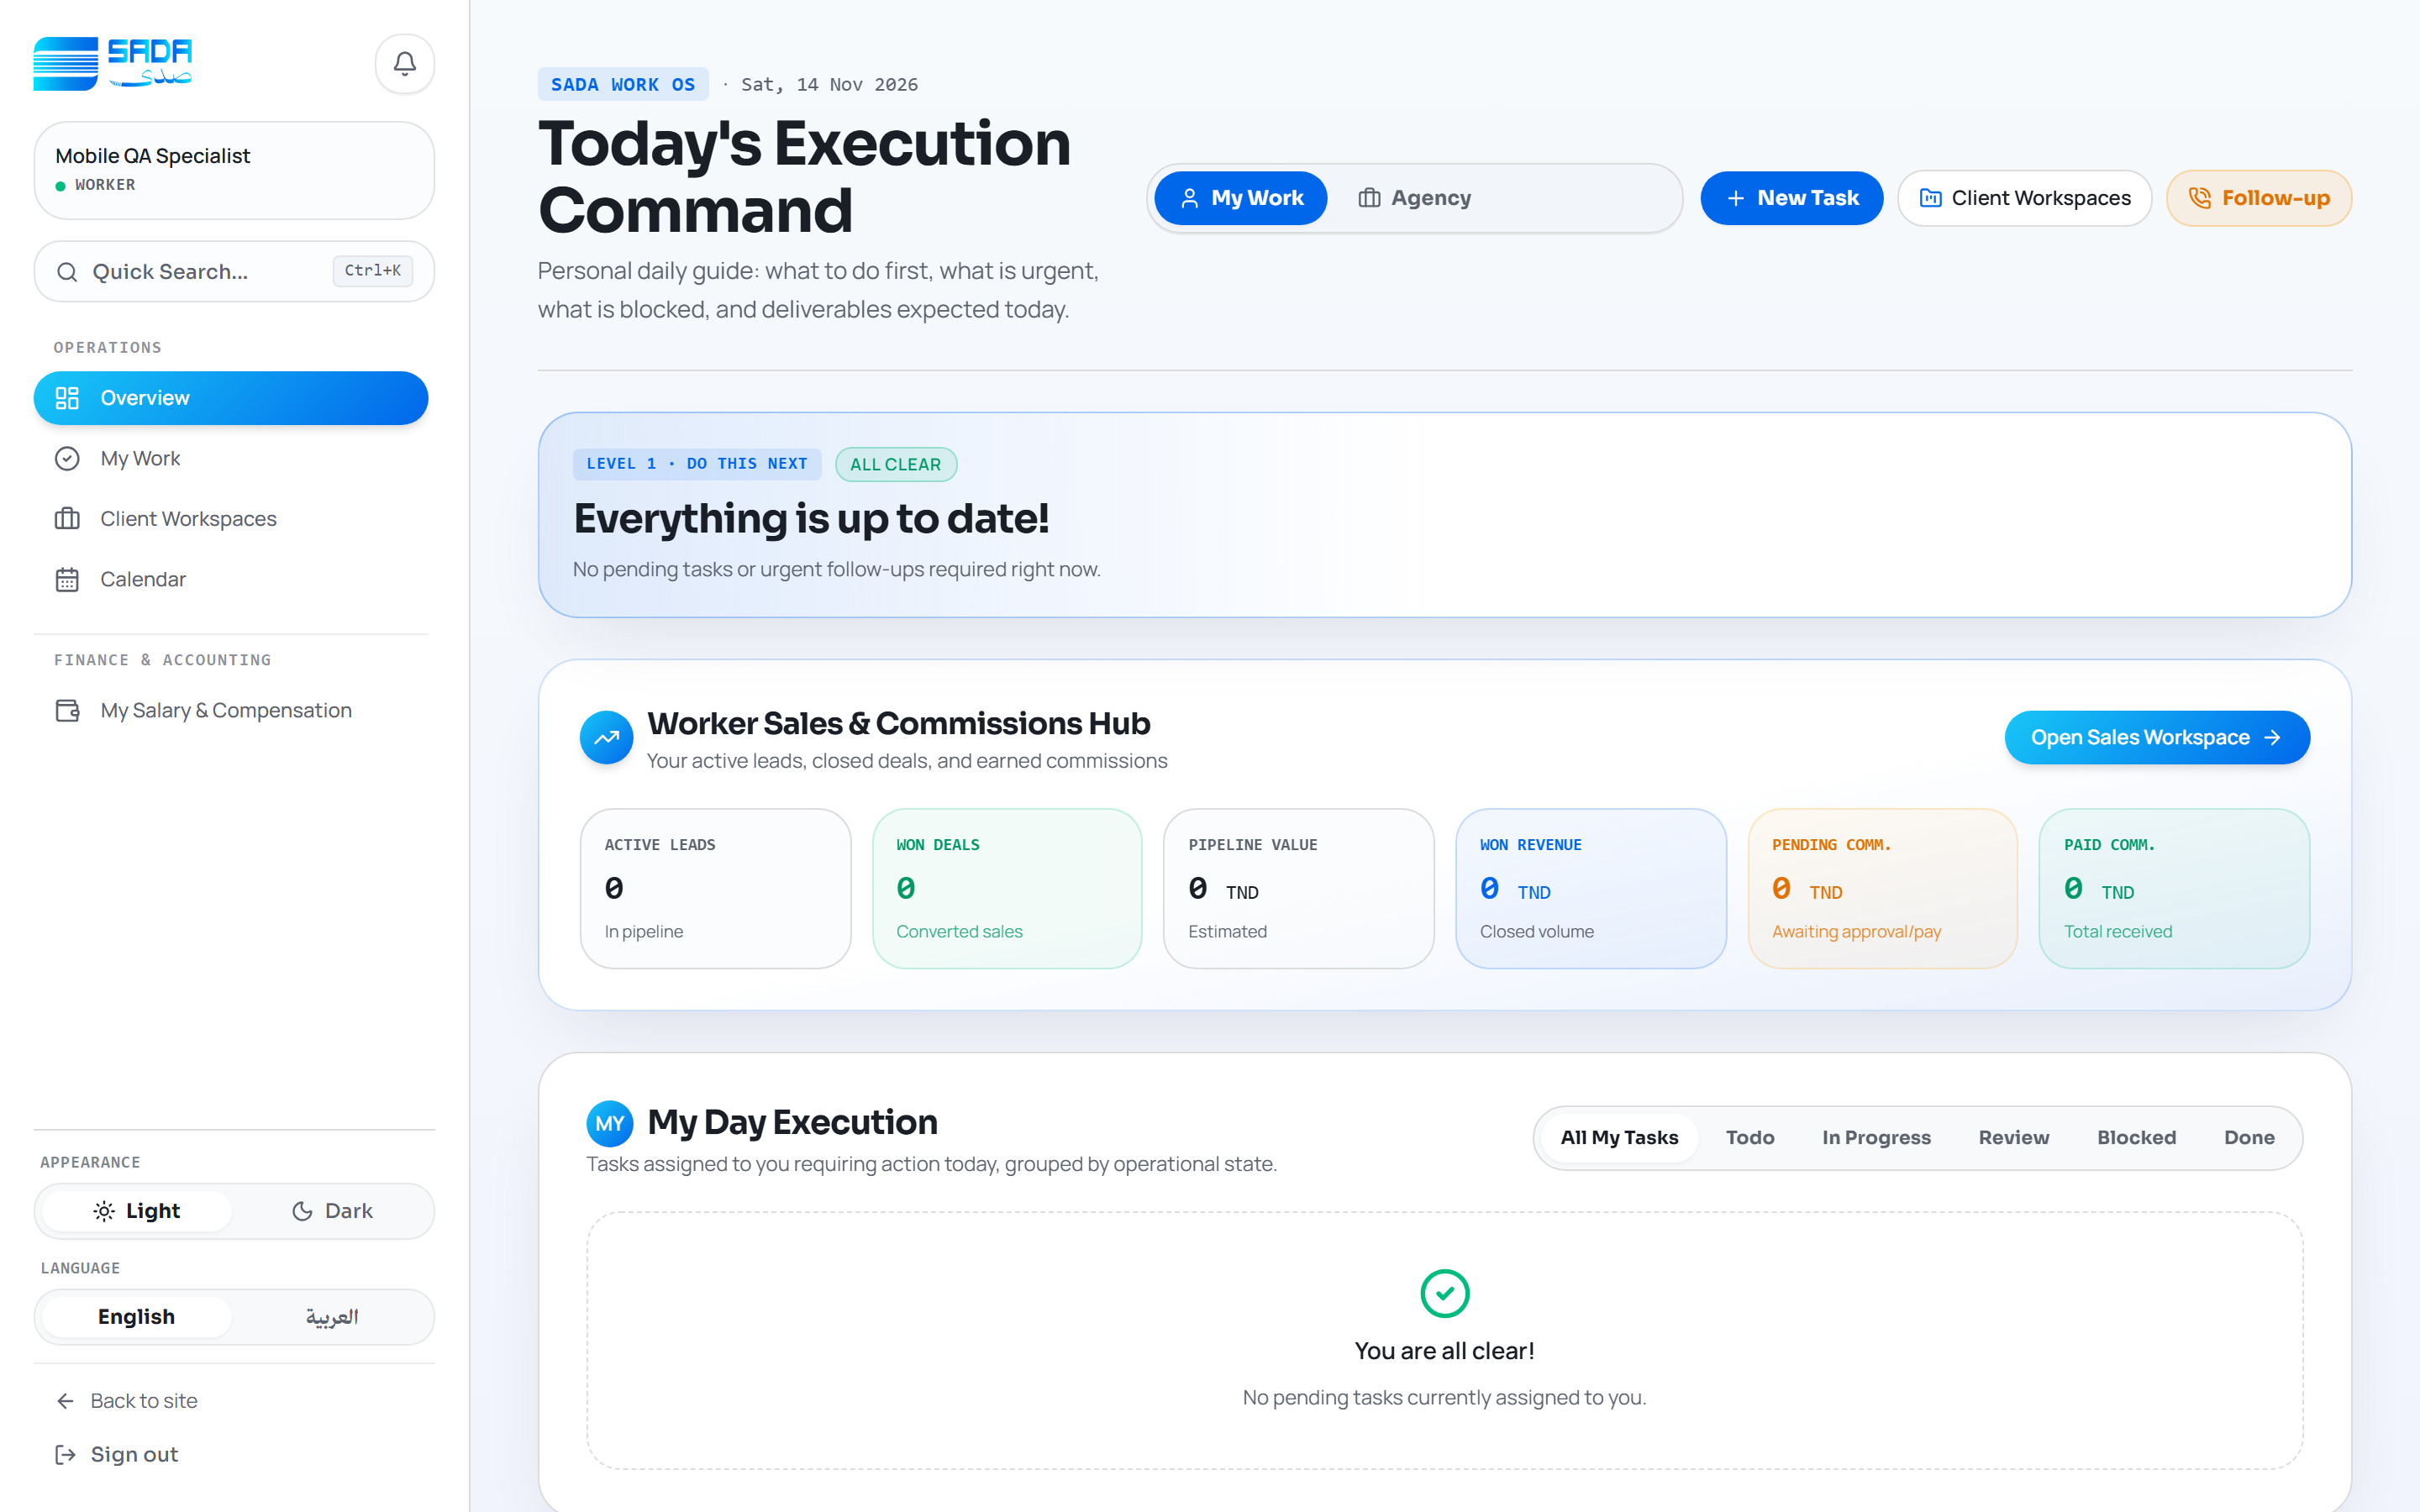 SADA
صدى
Mobile QA Specialist
WORKER
Quick Search...
Ctrl+K
OPERATIONS
Overview
My Work
Client Workspaces
Calendar
FINANCE & ACCOUNTING
My Salary & Compensation
APPEARANCE
Light
Dark
LANGUAGE
English
العربية
Back to site
Sign out
SADA WORK OS · Sat, 14 Nov 2026
Today's Execution
Command
Personal daily guide: what to do first, what is urgent,
what is blocked, and deliverables expected today.
My Work
Agency
New Task
Client Workspaces
Follow-up
LEVEL 1 · DO THIS NEXT
ALL CLEAR
Everything is up to date!
No pending tasks or urgent follow-ups required right now.
Worker Sales & Commissions Hub
Your active leads, closed deals, and earned commissions
Open Sales Workspace
ACTIVE LEADS
0
In pipeline
WON DEALS
0
Converted sales
PIPELINE VALUE
0 TND
Estimated
WON REVENUE
0 TND
Closed volume
PENDING COMM.
0 TND
Awaiting approval/pay
PAID COMM.
0 TND
Total received
MY
My Day Execution
Tasks assigned to you requiring action today, grouped by operational state.
All My Tasks
Todo
In Progress
Review
Blocked
Done
You are all clear!
No pending tasks currently assigned to you.